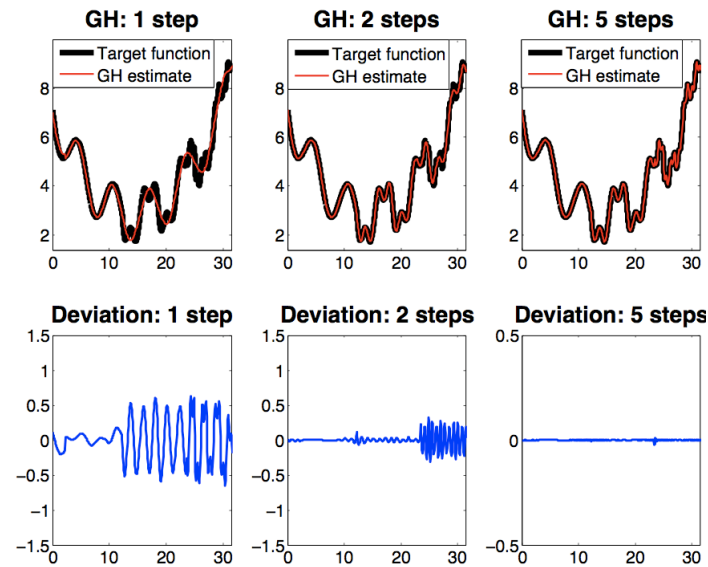 GH: 1 step
GH: 2 steps
GH: 5 steps
Target function
GH estimate
Target function
GH estimate
Target function
GH estimate
8
6
4
2
0 10 20 30
8
6
4
2
0 10 20 30
8
6
4
2
0 10 20 30
Deviation: 1 step
Deviation: 2 steps
Deviation: 5 steps
1.5
1
0.5
0
−0.5
−1
−1.5
0 10 20 30
1.5
1
0.5
0
−0.5
−1
−1.5
0 10 20 30
0.5
0
−0.5
0 10 20 30